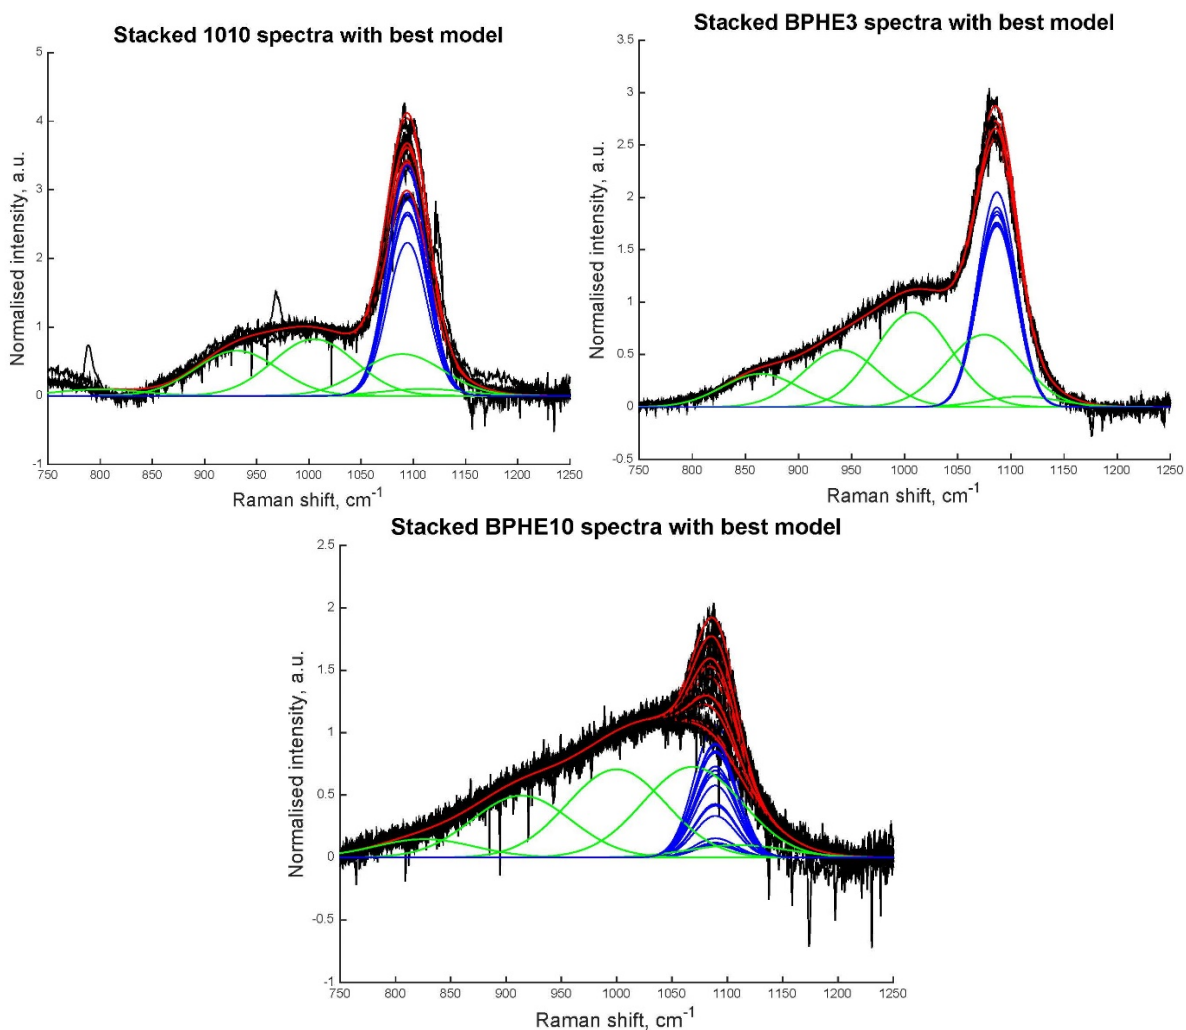 Stacked 1010 spectra with best model
5
4
3
2
1
0
-1
Normalised intensity, a.u.
750 800 850 900 950 1000 1050 1100 1150 1200 1250
Raman shift, cm-1
Stacked BPHE3 spectra with best model
3.5
3
2.5
2
1.5
1
0.5
0
-0.5
Normalised intensity, a.u.
750 800 850 900 950 1000 1050 1100 1150 1200 1250
Raman shift, cm-1
Stacked BPHE10 spectra with best model
2.5
2
1.5
1
0.5
0
-0.5
-1
Normalised intensity, a.u.
750 800 850 900 950 1000 1050 1100 1150 1200 1250
Raman shift, cm-1